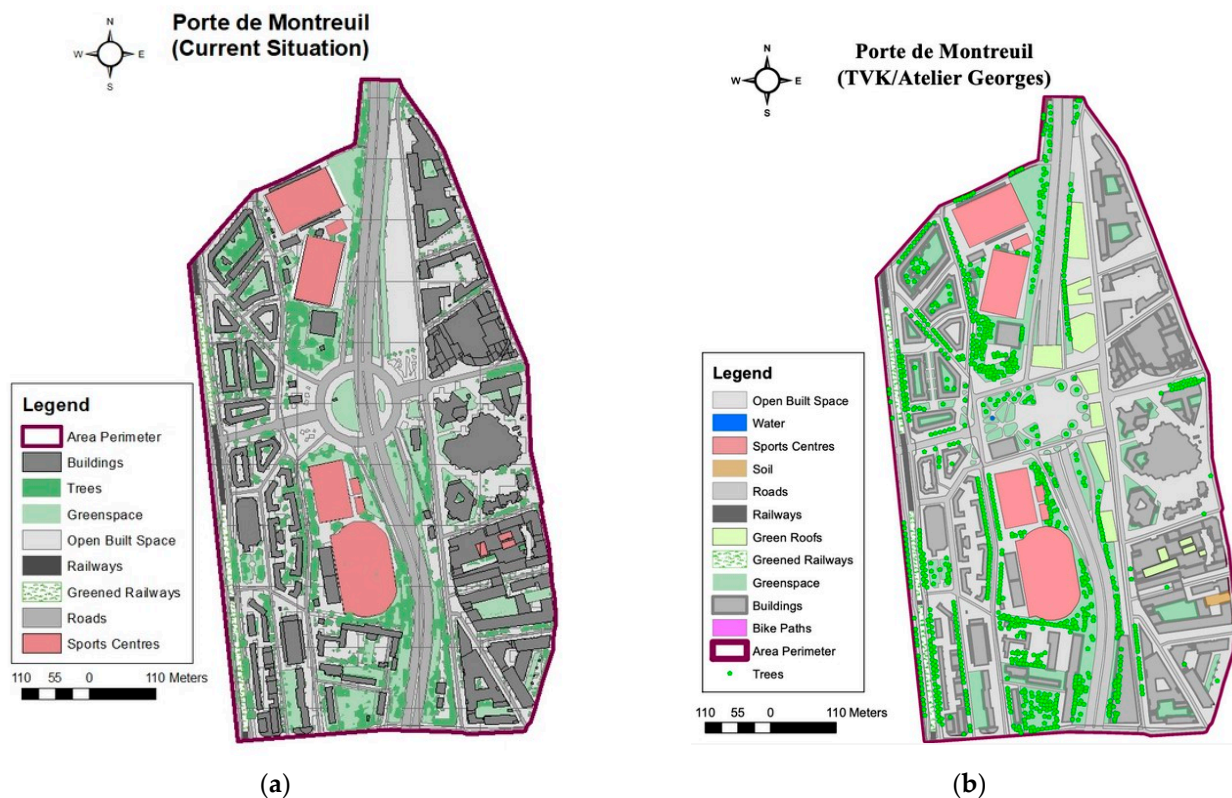 Porte de Montreuil
(Current Situation)
N
W
E
S
Legend
Area Perimeter
Buildings
Trees
Greenspace
Open Built Space
Railways
Greened Railways
Roads
Sports Centres
110 55 0 110 Meters
(a)
Porte de Montreuil
(TVK/Atelier Georges)
N
W
E
S
Legend
Open Built Space
Water
Sports Centres
Soil
Roads
Railways
Green Roofs
Greened Railways
Greenspace
Buildings
Bike Paths
Area Perimeter
Trees
110 55 0 110 Meters
(b)